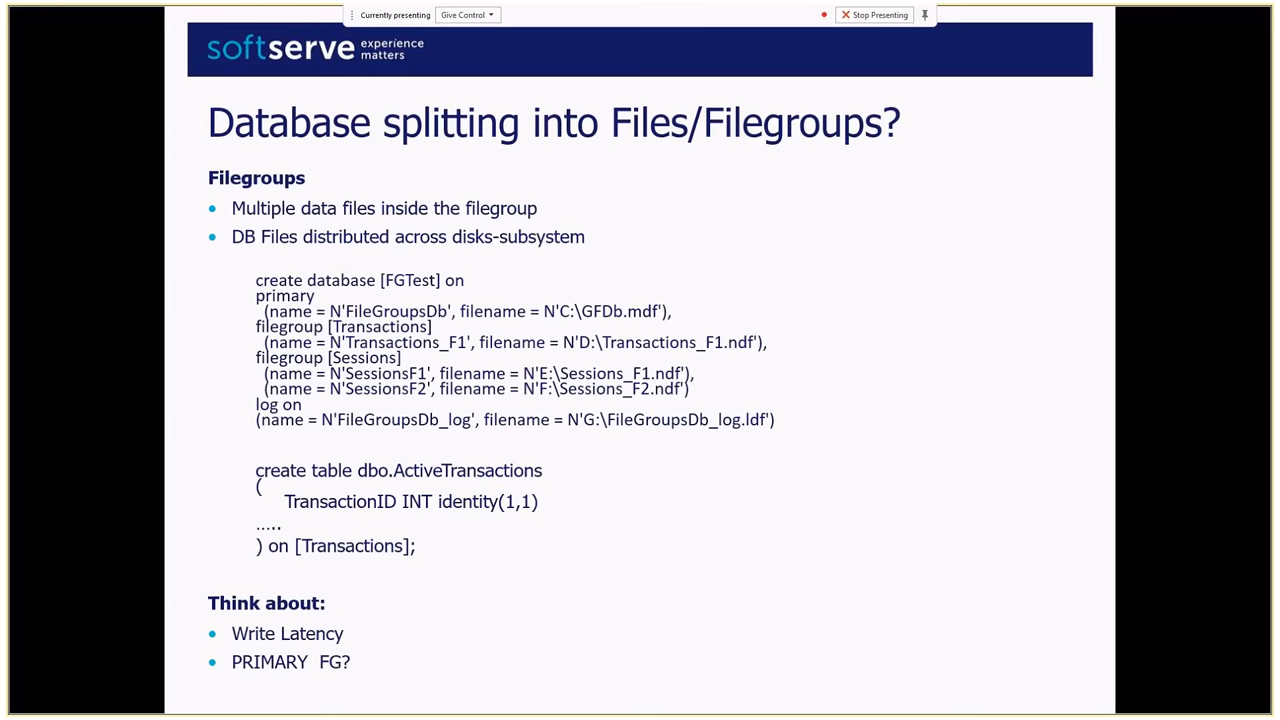 Currently presenting Give Control Stop Presenting
softserve experience matters
Database splitting into Files/Filegroups?
Filegroups
• Multiple data files inside the filegroup
• DB Files distributed across disks-subsystem
create database [FGTest] on
primary
(name = N'FileGroupsDb', filename = N'C:\GFDb.mdf'),
filegroup [Transactions]
(name = N'Transactions_F1', filename = N'D:\Transactions_F1.ndf'),
filegroup [Sessions]
(name = N'SessionsF1', filename = N'E:\Sessions_F1.ndf'),
(name = N'SessionsF2', filename = N'F:\Sessions_F2.ndf')
log on
(name = N'FileGroupsDb_log', filename = N'G:\FileGroupsDb_log.ldf')
create table dbo.ActiveTransactions
(
TransactionID INT identity(1,1)
…..
) on [Transactions];
Think about:
• Write Latency
• PRIMARY FG?